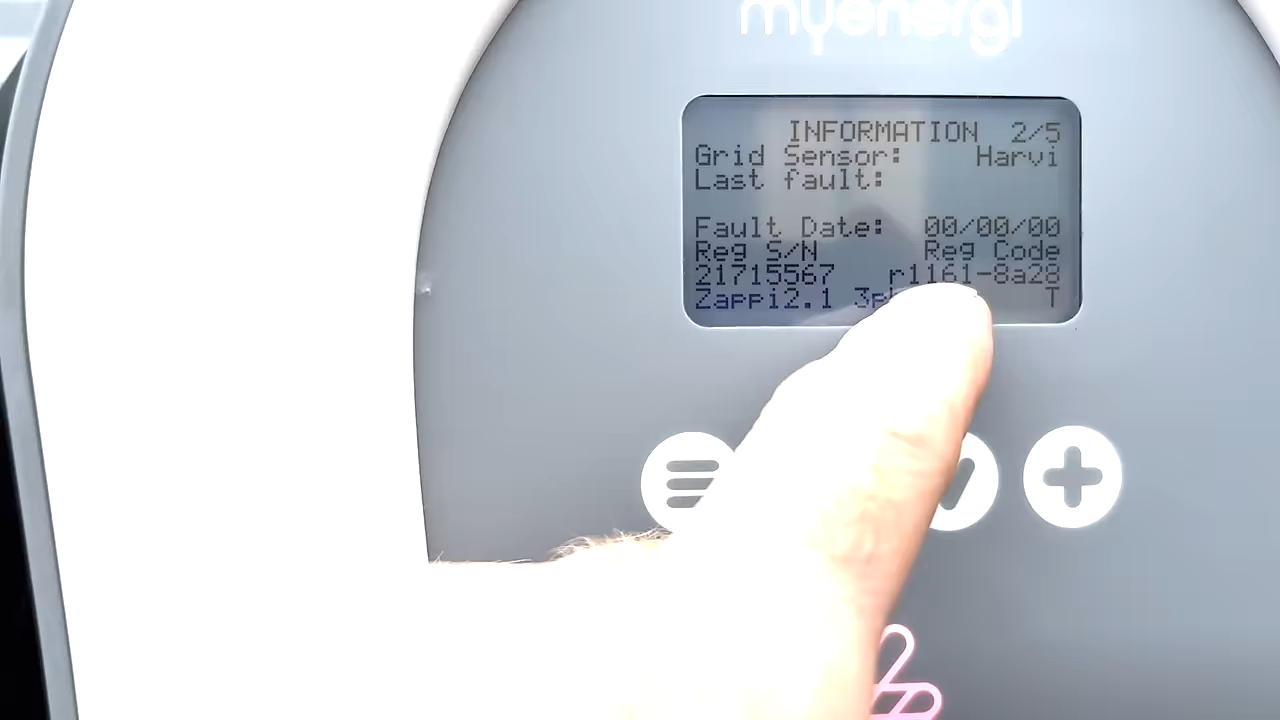 myenergi
INFORMATION 2/5
Grid Sensor: Harvi
Last fault:
Fault Date: 00/00/00
Reg S/N Reg Code
21715567 r1161-8a28
Zappi2.1 T